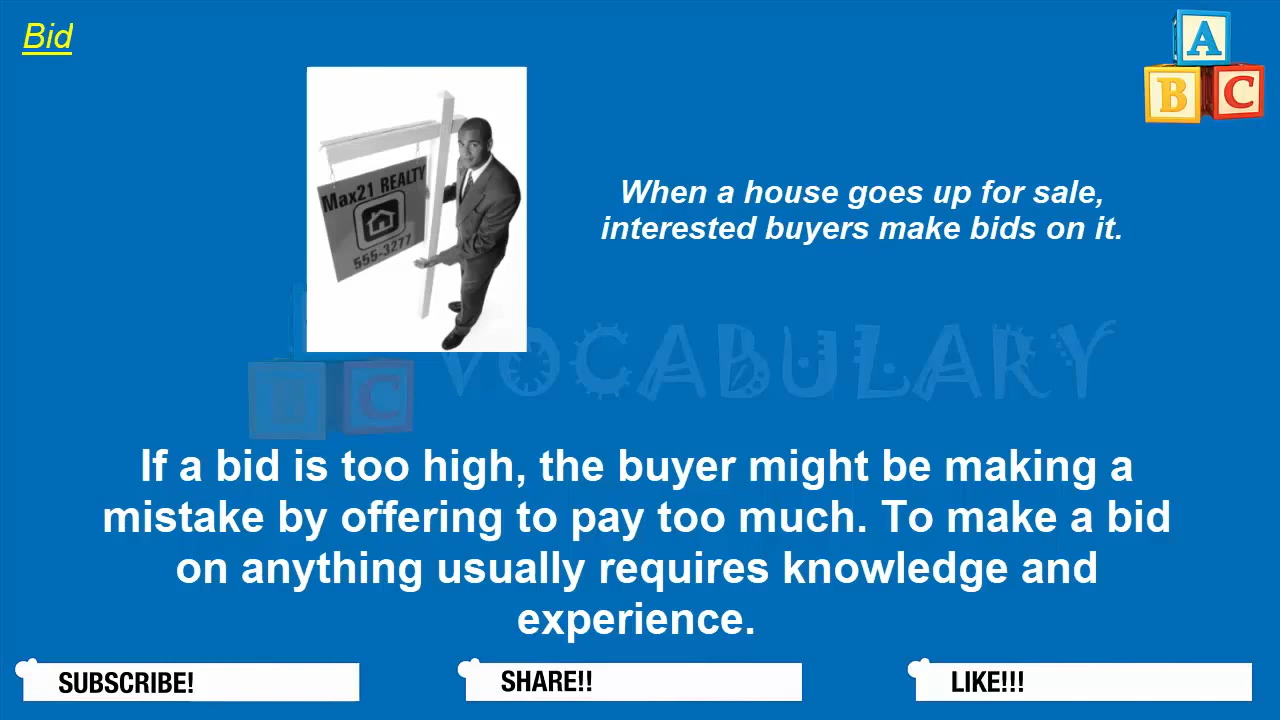 Bid
A
B C
Max21 REALTY
555-3277
When a house goes up for sale,
interested buyers make bids on it.
B C
VOCABULARY
If a bid is too high, the buyer might be making a
mistake by offering to pay too much. To make a bid
on anything usually requires knowledge and
experience.
SUBSCRIBE!
SHARE!!
LIKE!!!